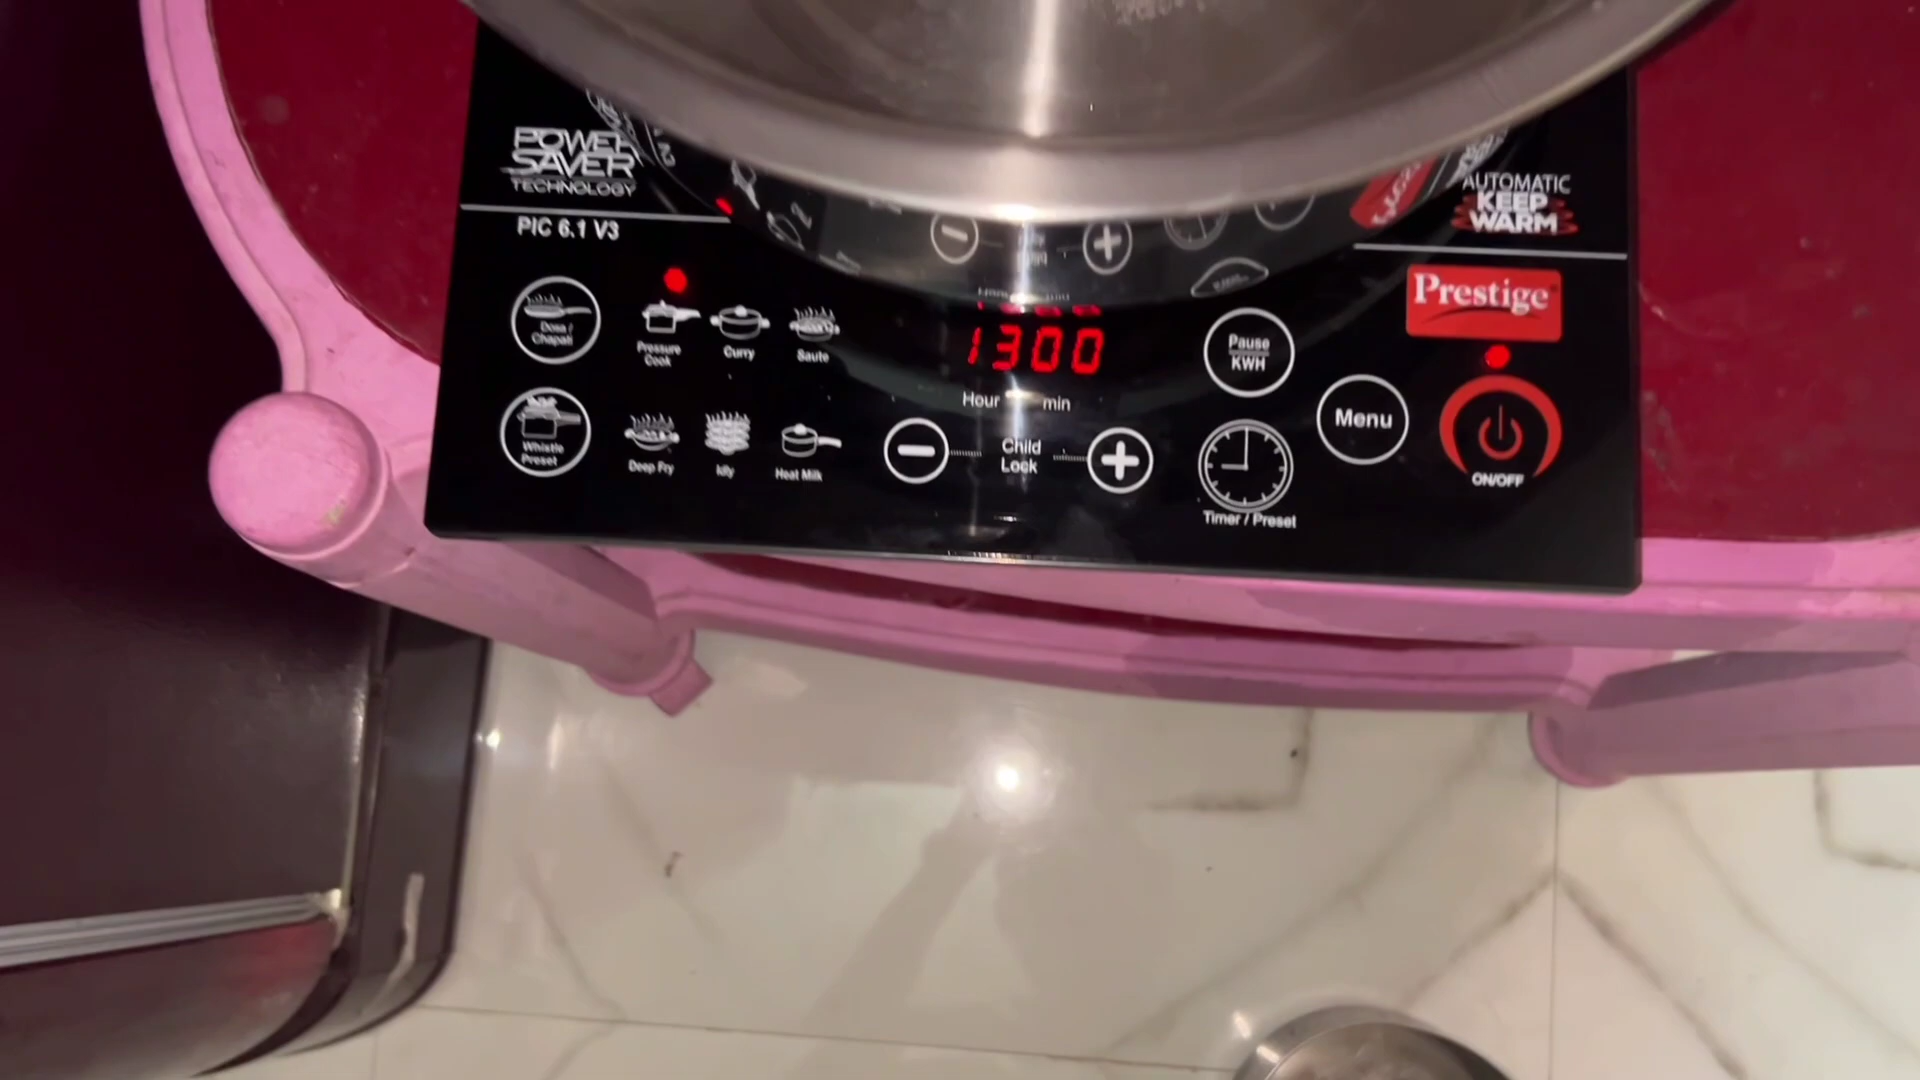 POWER
SAVER
TECHNOLOGY
PIC 6.1 V3
AUTOMATIC
KEEP
WARM
Prestige
Dosa /
Chapati
Pressure
Cook
Curry
Saute
1300
Hour
min
Pause
KWH
Menu
Whistle
Preset
Deep Fry
Idly
Heat Milk
Child
Lock
Timer / Preset
ON/OFF